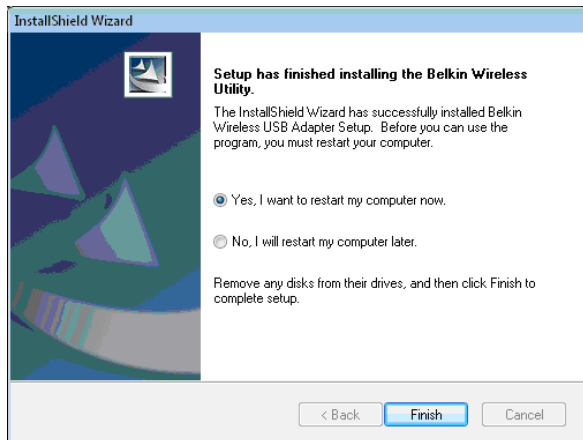 InstallShield Wizard
Setup has finished installing the Belkin Wireless
Utility.
The InstallShield Wizard has successfully installed Belkin
Wireless USB Adapter Setup.  Before you can use the
program, you must restart your computer.
Yes, I want to restart my computer now.
No, I will restart my computer later.
Remove any disks from their drives, and then click Finish to
complete setup.
< Back   Finish   Cancel